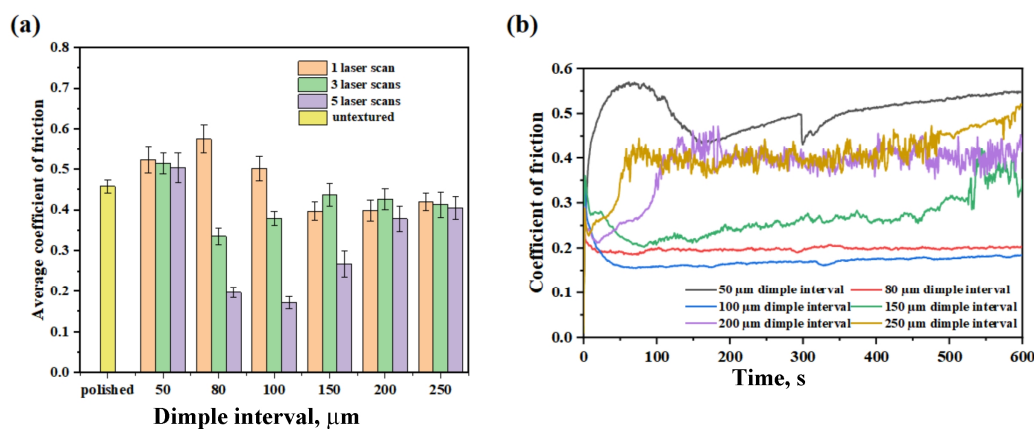 (a)
Average coefficient of friction
0.8
0.7
0.6
0.5
0.4
0.3
0.2
0.1
0.0
1 laser scan
3 laser scans
5 laser scans
untextured
polished 50 80 100 150 200 250
Dimple interval, μm
(b)
Coefficient of friction
0.6
0.5
0.4
0.3
0.2
0.1
0.0
50 μm dimple interval 80 μm dimple interval
100 μm dimple interval 150 μm dimple interval
200 μm dimple interval 250 μm dimple interval
0 100 200 300 400 500 600
Time, s